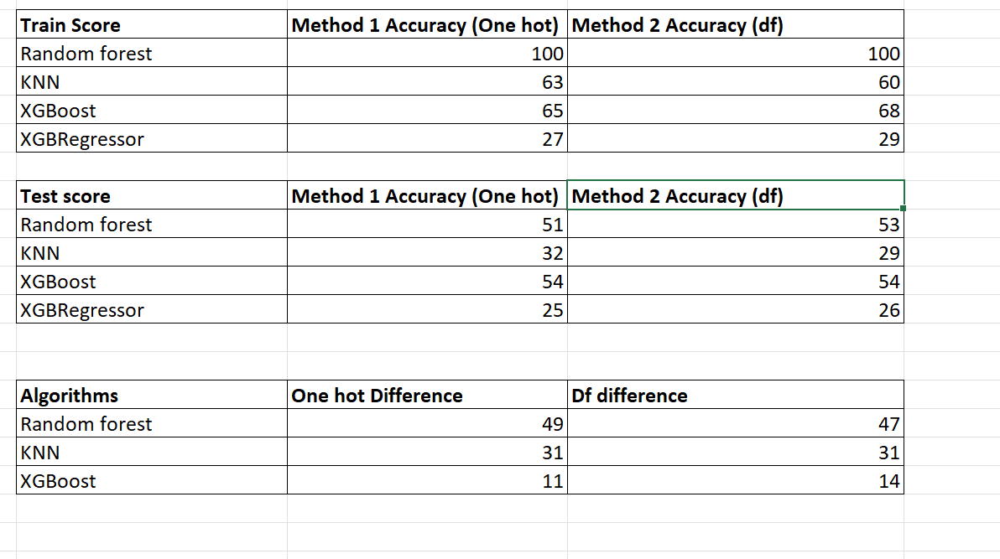 Train Score Method 1 Accuracy (One hot) Method 2 Accuracy (df)
Random forest 100 100
KNN 63 60
XGBoost 65 68
XGBRegressor 27 29
Test score Method 1 Accuracy (One hot) Method 2 Accuracy (df)
Random forest 51 53
KNN 32 29
XGBoost 54 54
XGBRegressor 25 26
Algorithms One hot Difference Df difference
Random forest 49 47
KNN 31 31
XGBoost 11 14